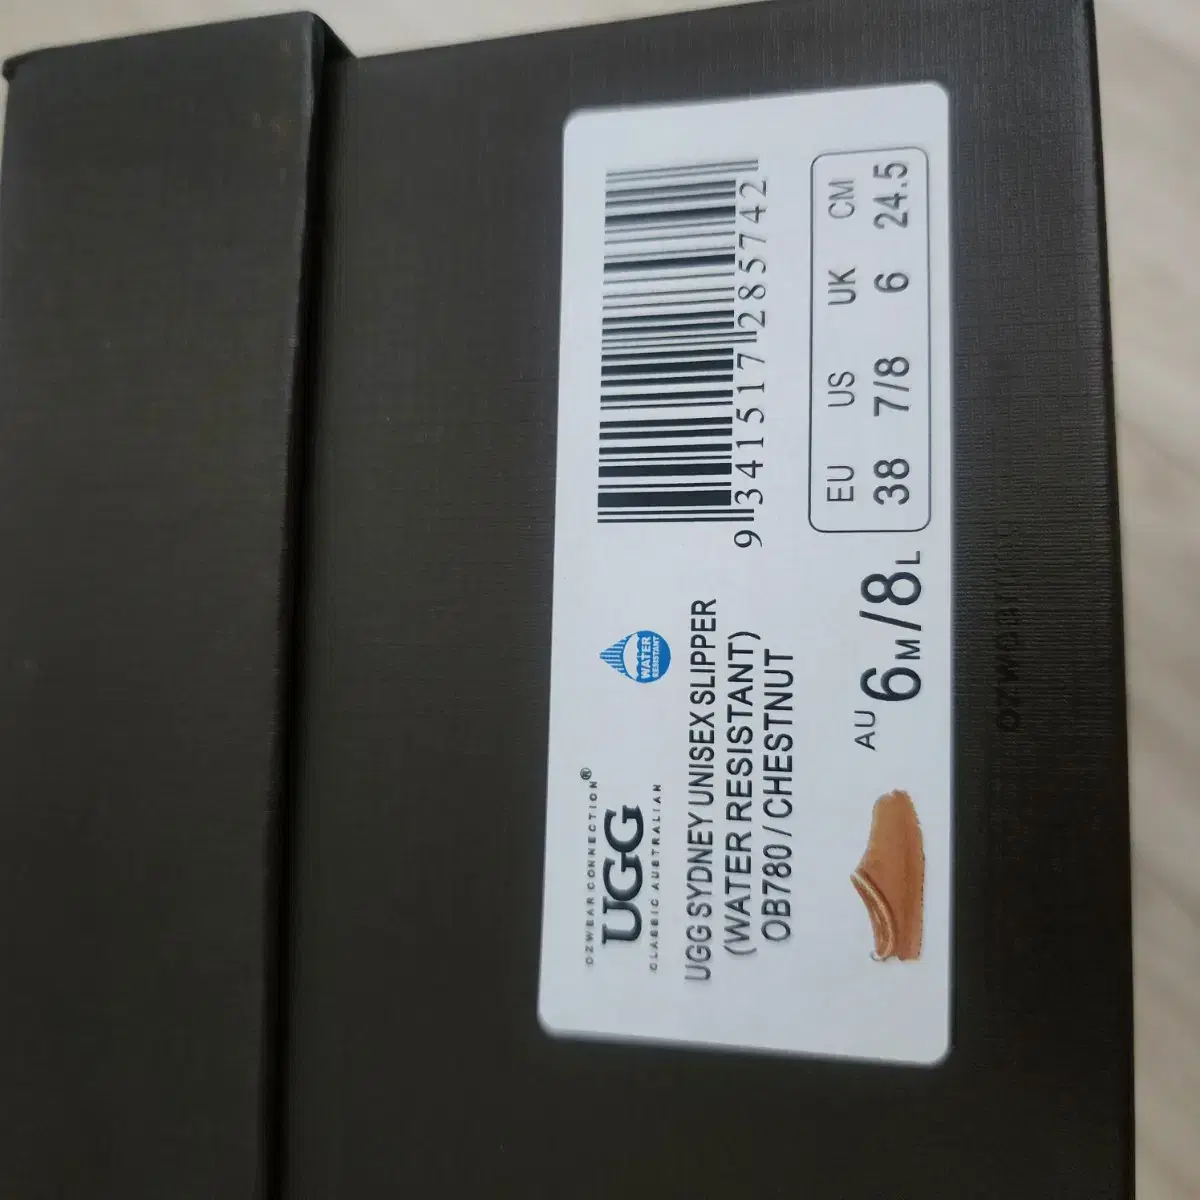 OZWEAR CONNECTION®
UGG
CLASSIC AUSTRALIAN
WATER
RESISTANT
UGG SYDNEY UNISEX SLIPPER
(WATER RESISTANT)
OB780 / CHESTNUT
9 341517 285742
AU
6M/8L
EU US UK CM
38 7/8 6 24.5